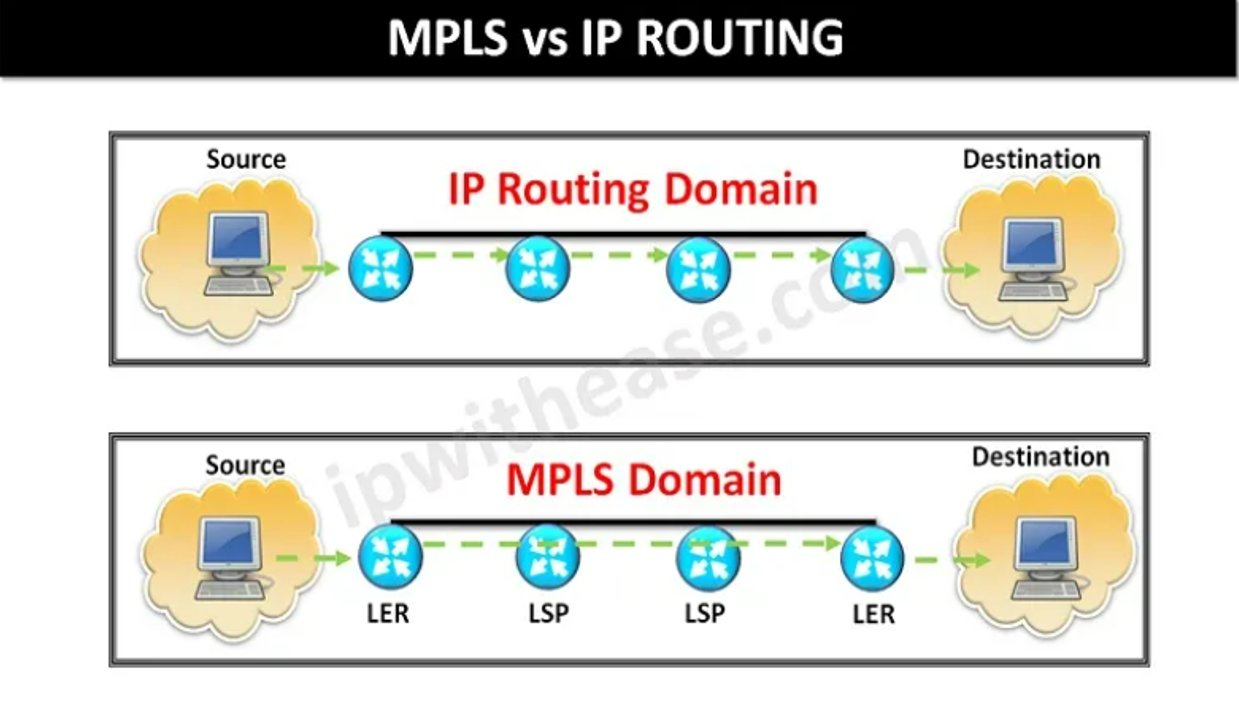 MPLS vs IP ROUTING
Source
Destination
IP Routing Domain
ipwithease.com
Source
Destination
MPLS Domain
LER
LSP
LSP
LER